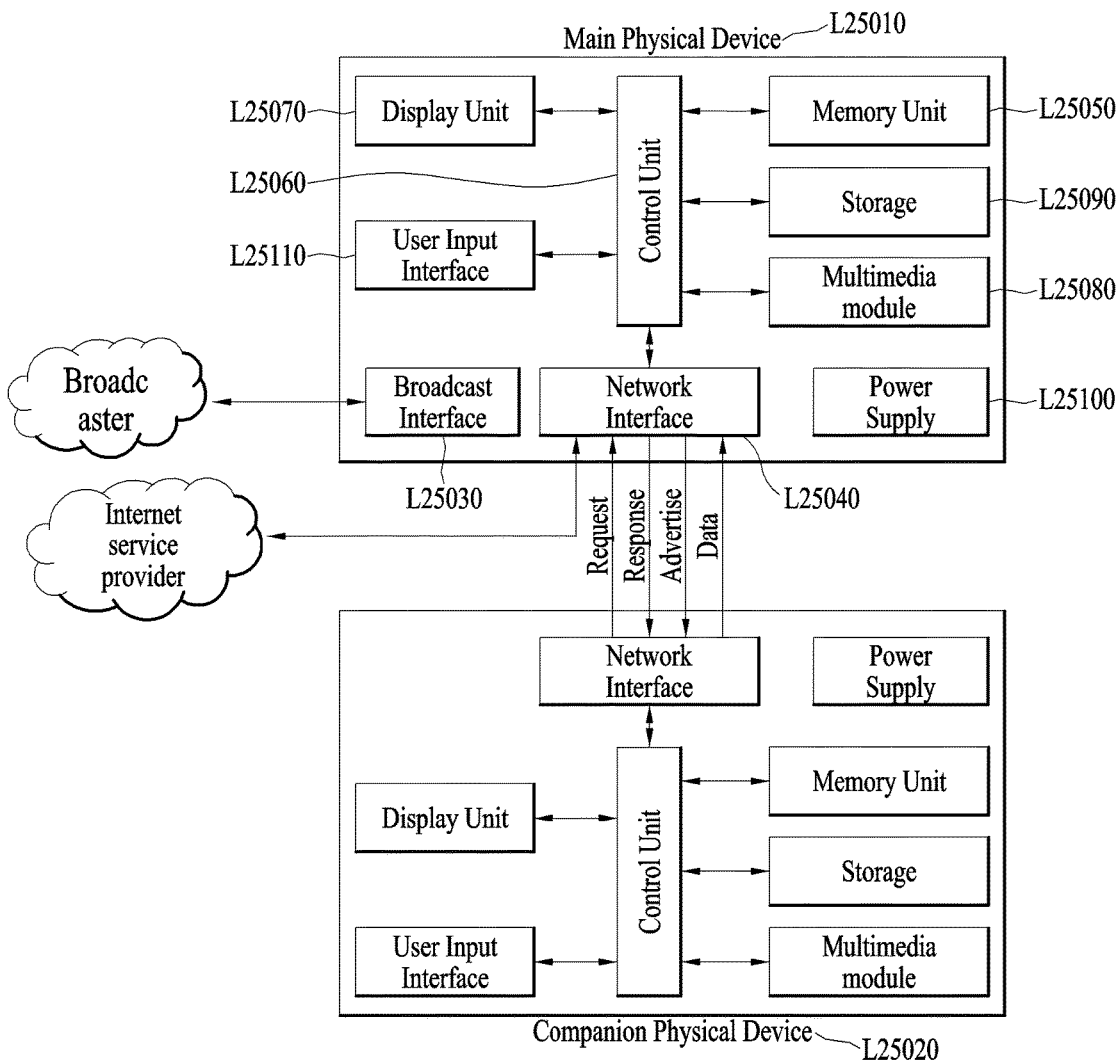 Main Physical Device
L25010
L25070
Display Unit
Control Unit
Memory Unit
L25050
L25060
Storage
L25090
L25110
User Input
Interface
Multimedia
module
L25080
Broadc
aster
Broadcast
Interface
Network
Interface
Power
Supply
L25100
L25030
L25040
Internet
service
provider
Request
Response
Advertise
Data
Network
Interface
Power
Supply
Display Unit
Control Unit
Memory Unit
Storage
User Input
Interface
Multimedia
module
Companion Physical Device
L25020